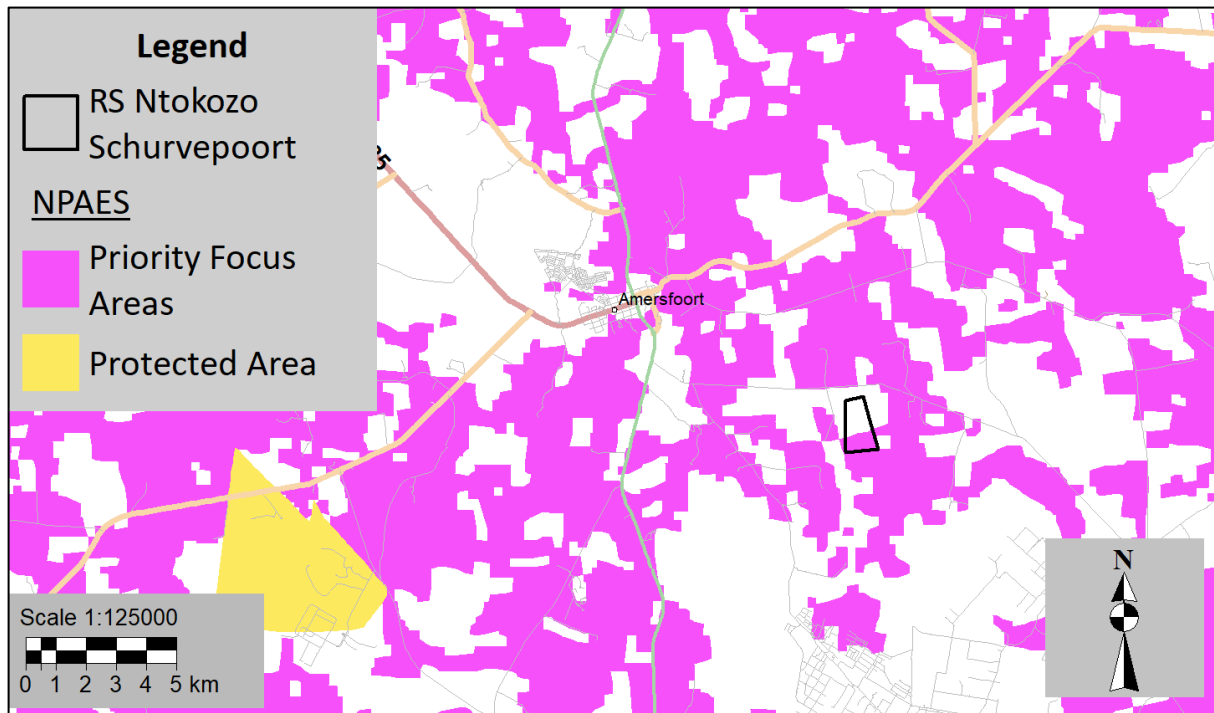 Legend
RS Ntokozo
Schurvepoort
NPAES
Priority Focus
Areas
Protected Area
Amersfoort
N
Scale 1:125000
0 1 2 3 4 5 km